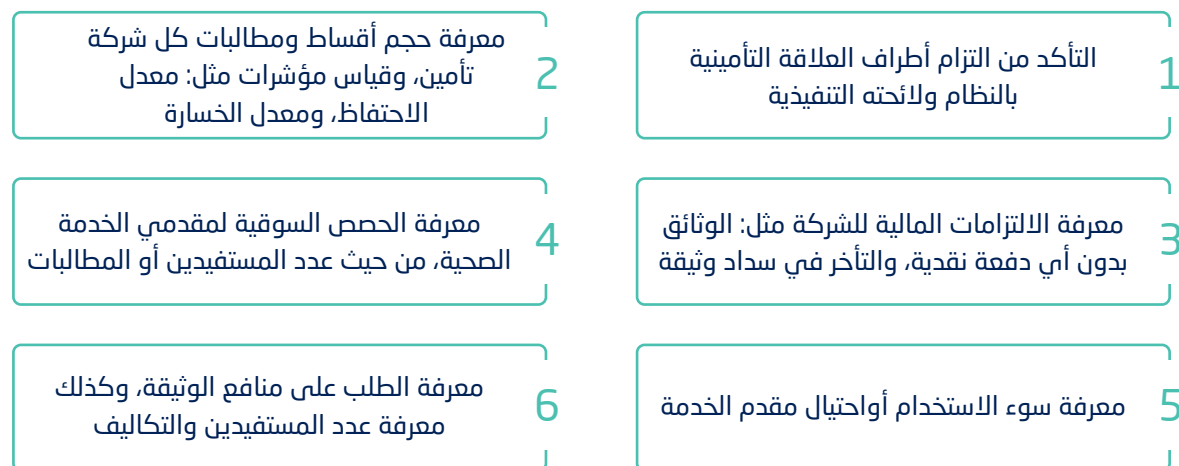 1
التأكد من التزام أطراف العلاقة التأمينية
بالنظام ولائحته التنفيذية
2
معرفة حجم أقساط ومطالبات كل شركة
تأمين، وقياس مؤشرات مثل: معدل
الاحتفاظ، ومعدل الخسارة
3
معرفة الالتزامات المالية للشركة مثل: الوثائق
بدون أي دفعة نقدية، والتأخر في سداد وثيقة
4
معرفة الحصص السوقية لمقدمي الخدمة
الصحية، من حيث عدد المستفيدين أو المطالبات
5
معرفة سوء الاستخدام أواحتيال مقدم الخدمة
6
معرفة الطلب على منافع الوثيقة، وكذلك
معرفة عدد المستفيدين والتكاليف